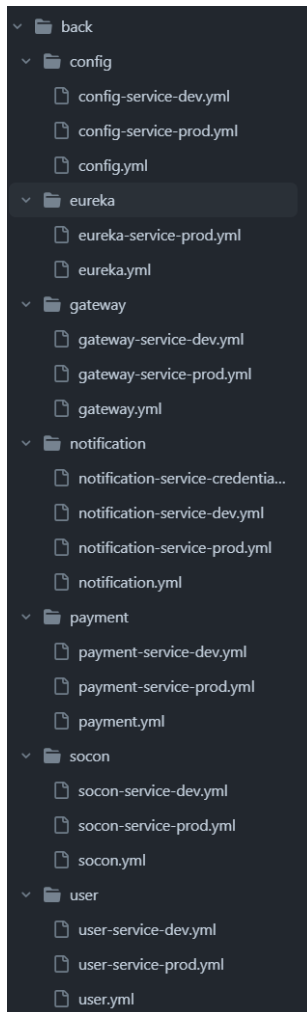 back
config
config-service-dev.yml
config-service-prod.yml
config.yml
eureka
eureka-service-prod.yml
eureka.yml
gateway
gateway-service-dev.yml
gateway-service-prod.yml
gateway.yml
notification
notification-service-credentia...
notification-service-dev.yml
notification-service-prod.yml
notification.yml
payment
payment-service-dev.yml
payment-service-prod.yml
payment.yml
socon
socon-service-dev.yml
socon-service-prod.yml
socon.yml
user
user-service-dev.yml
user-service-prod.yml
user.yml